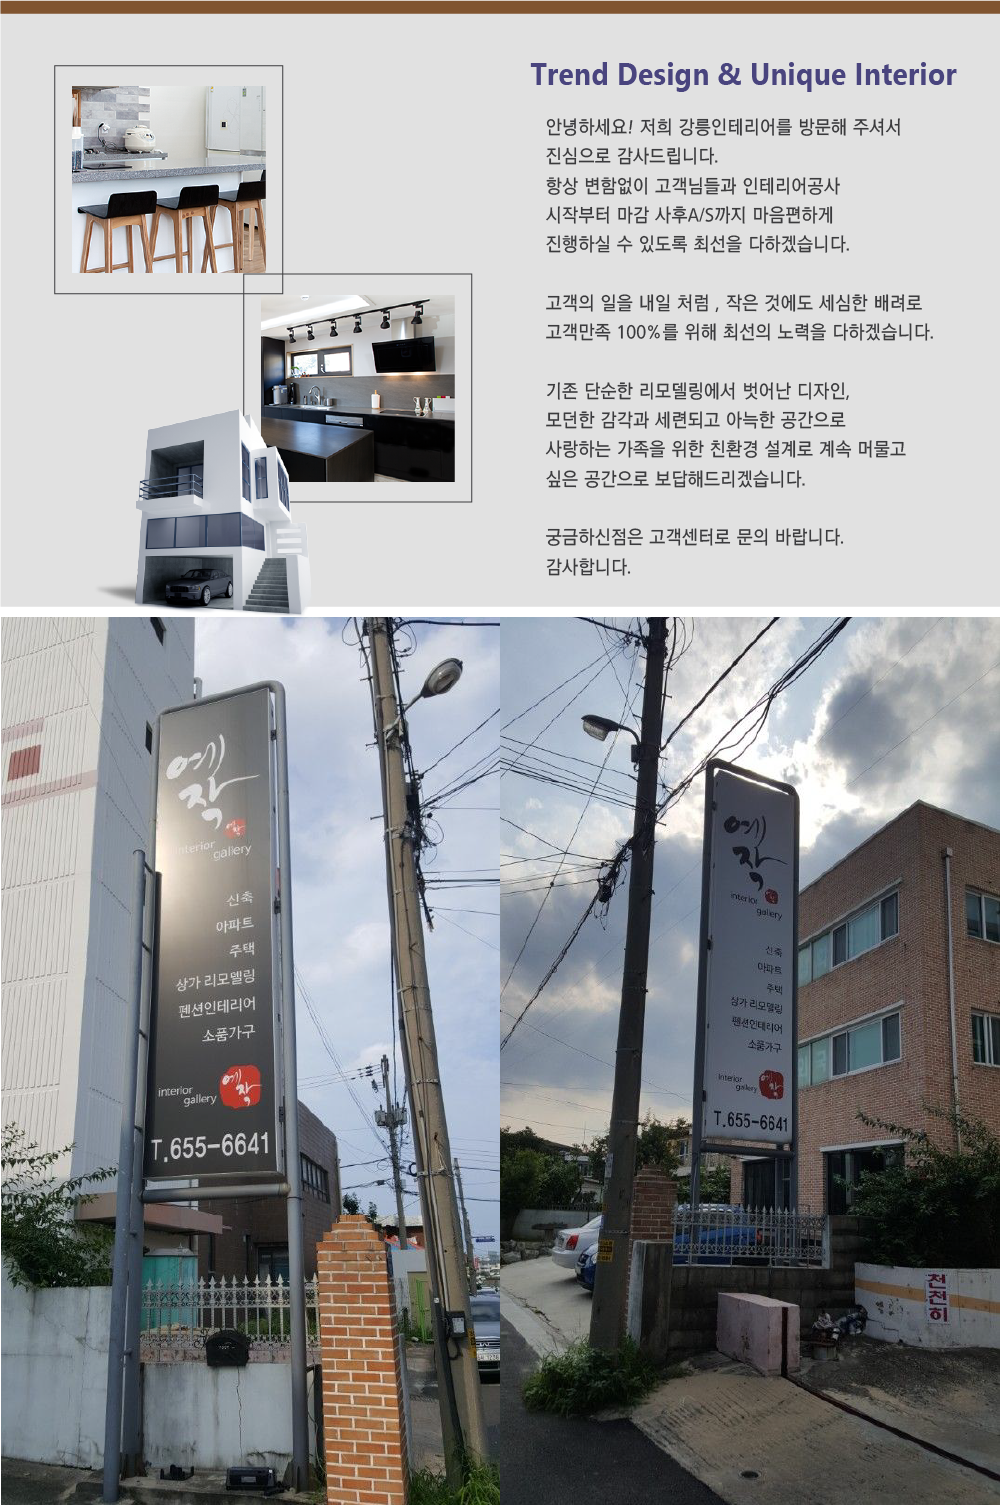 Trend Design & Unique Interior
안녕하세요! 저희 강릉인테리어를 방문해 주셔서
진심으로 감사드립니다.
항상 변함없이 고객님들과 인테리어공사
시작부터 마감 사후A/S까지 마음편하게
진행하실 수 있도록 최선을 다하겠습니다.
고객의 일을 내일 처럼 , 작은 것에도 세심한 배려로
고객만족 100%를 위해 최선의 노력을 다하겠습니다.
기존 단순한 리모델링에서 벗어난 디자인,
모던한 감각과 세련되고 아늑한 공간으로
사랑하는 가족을 위한 친환경 설계로 계속 머물고
싶은 공간으로 보답해드리겠습니다.
궁금하신점은 고객센터로 문의 바랍니다.
감사합니다.
예작
예작
interior
gallery
신축
아파트
주택
상가 리모델링
펜션인테리어
소품가구
interior
gallery
예작
T.655-6641
예작
예작
interior
gallery
신축
아파트
주택
상가 리모델링
펜션인테리어
소품가구
interior
gallery
예작
T.655-6641
천천히